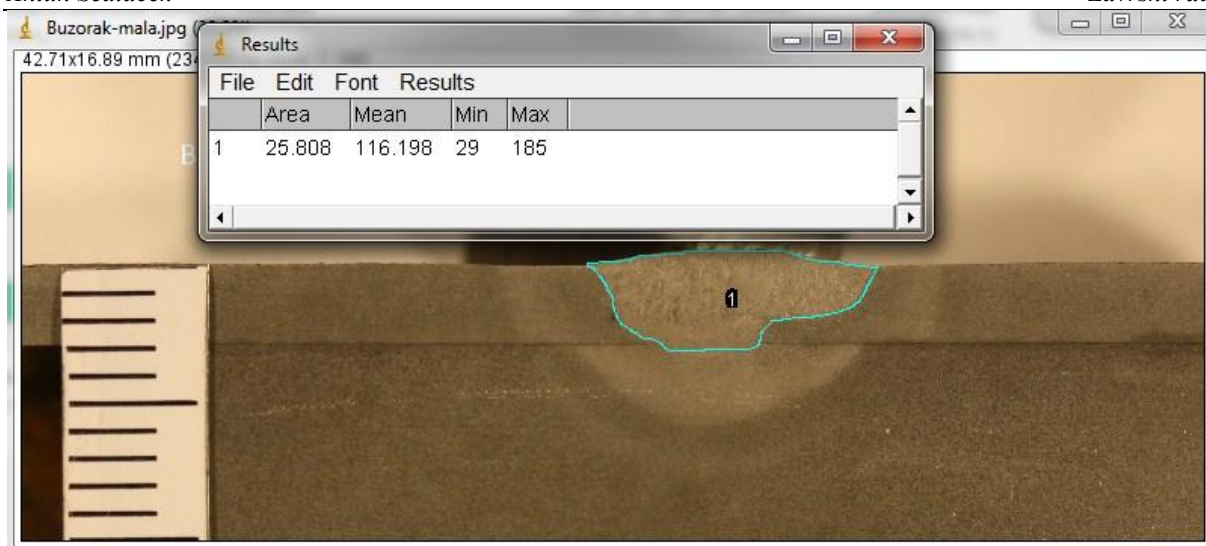 Buzorak-mala.jpg
Results
42.71x16.89 mm
File Edit Font Results
Area Mean Min Max
1 25.808 116.198 29 185
B
1